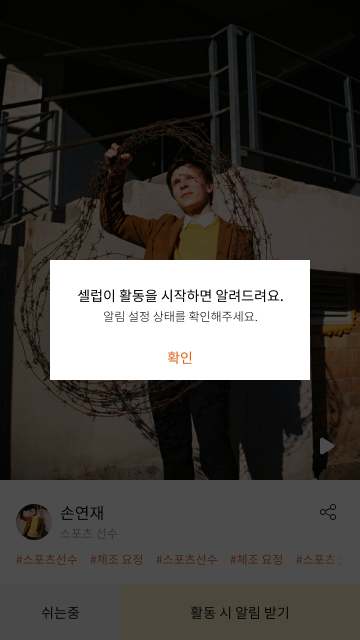 셀럽이 활동을 시작하면 알려드려요.
알림 설정 상태를 확인해주세요.
확인
손연재
스포츠 선수
#스포츠선수 #체조 요정 #스포츠선수 #체조 요정 #스포츠
쉬는중
활동 시 알림 받기